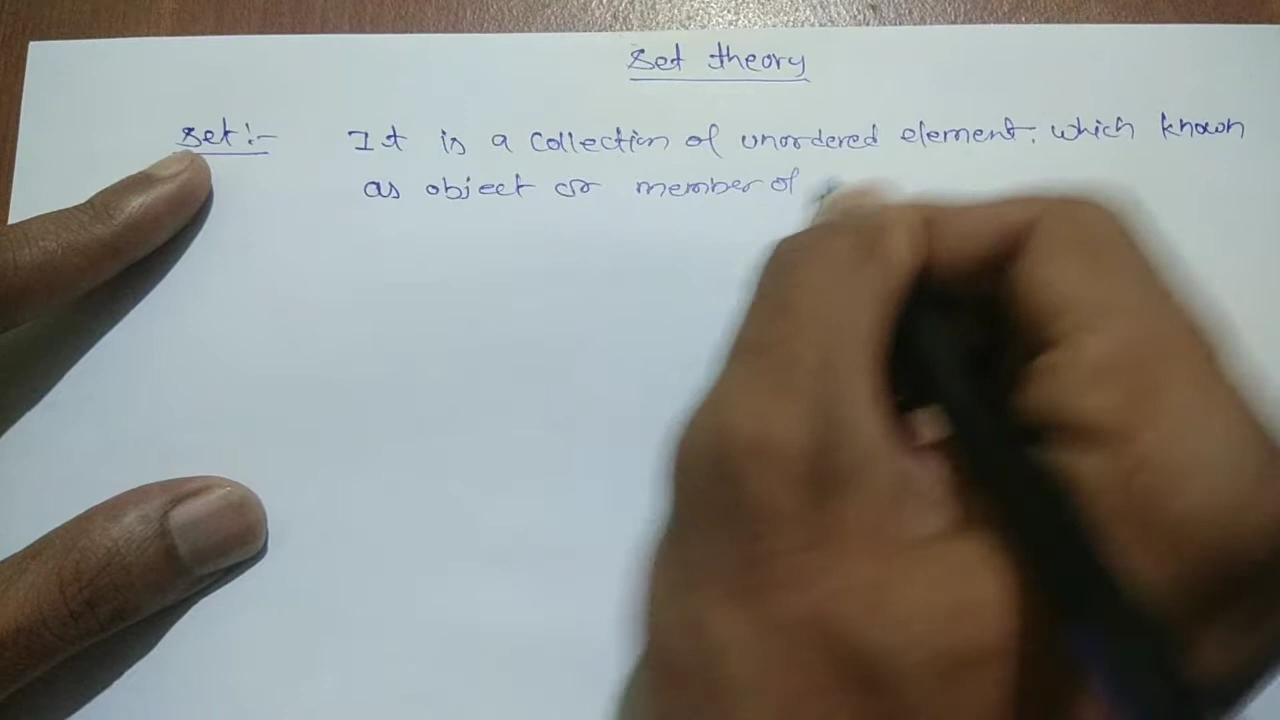 Set theory
Set:- It is a collection of unordered element. which known
as object or member of